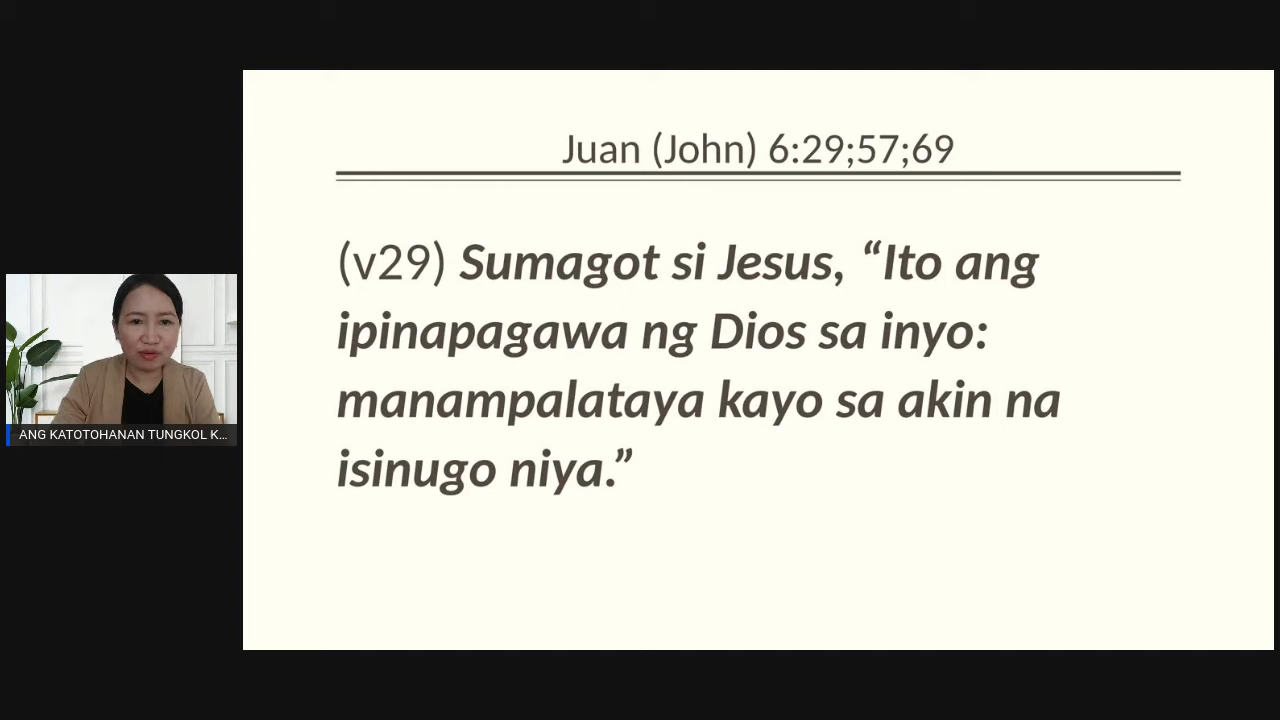 Juan (John) 6:29;57;69
(v29) Sumagot si Jesus, “Ito ang
ipinapagawa ng Dios sa inyo:
manampalataya kayo sa akin na
isinugo niya.”
ANG KATOTOHANAN TUNGKOL K...